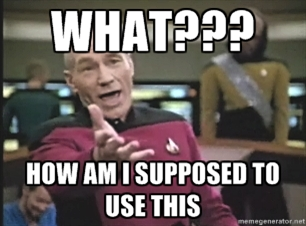 WHAT???
HOW AM I SUPPOSED TO
USE THIS
memegenerator.net